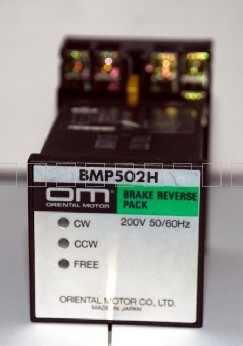 BMP502H
OM
ORIENTAL MOTOR
BRAKE REVERSE
PACK
200V 50/60Hz
CW
CCW
FREE
ORIENTAL MOTOR CO., LTD.
MADE IN JAPAN